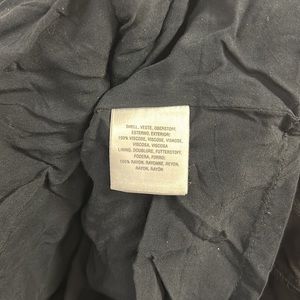 SHELL, VESTE, OBERSTOFF,
ESTERNO, EXTERIOR:
100% VISCOSE, VISCOSE, VISKOSE,
VISCOSA, VISCOSA
LINING, DOUBLURE, FUTTERSTOFF,
FODERA, FORRO:
100% RAYON, RAYONNE, REYON,
RAYON, RAYÓN